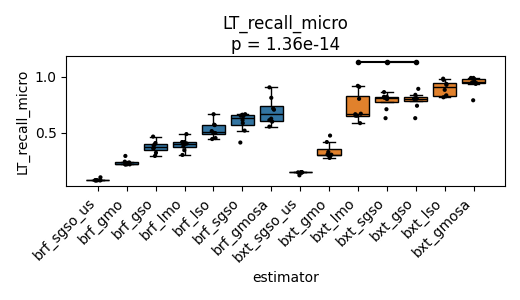 LT_recall_micro
p = 1.36e-14
LT_recall_micro
1.0
0.5
brf_sgso_us
brf_gmo
brf_gso
brf_lmo
brf_lso
brf_sgso
brf_gmosa
bxt_sgso_us
bxt_gmo
bxt_lmo
bxt_sgso
bxt_gso
bxt_lso
bxt_gmosa
estimator